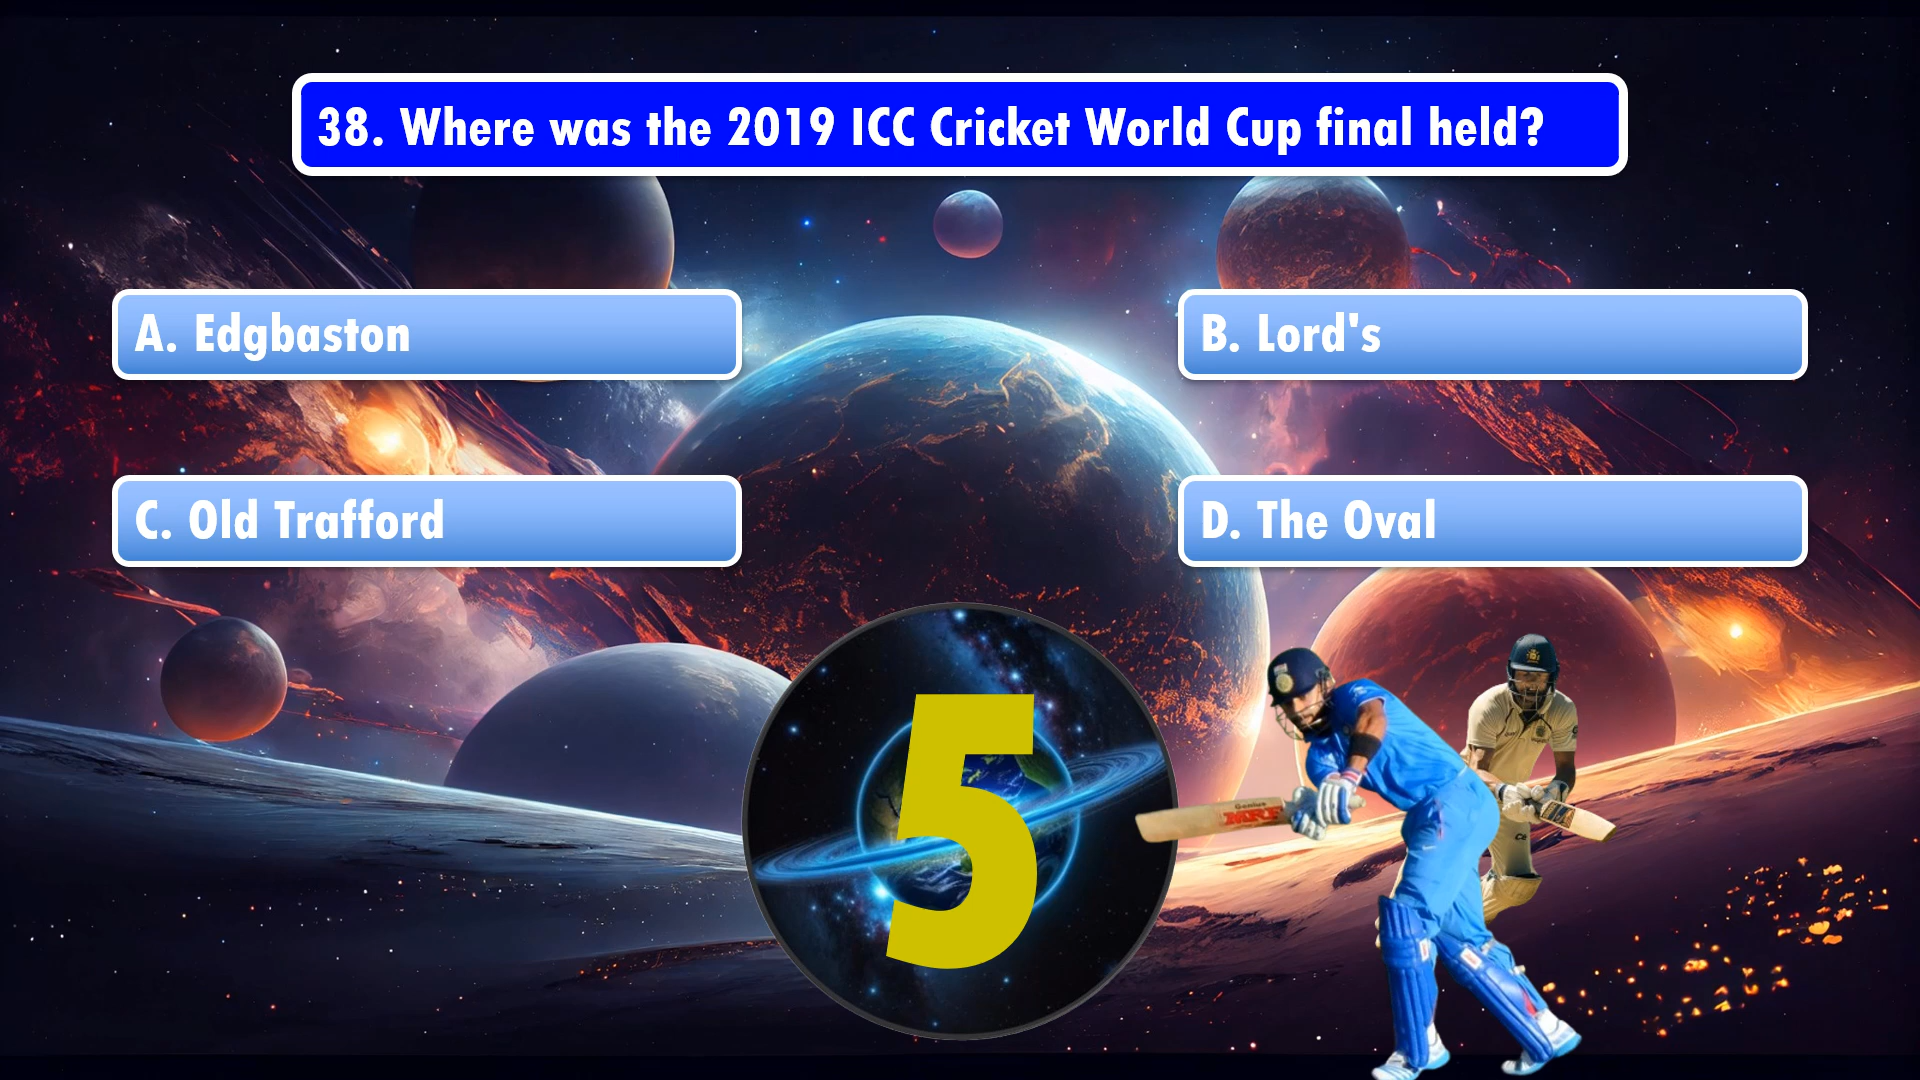 38. Where was the 2019 ICC Cricket World Cup final held?
A. Edgbaston
B. Lord's
C. Old Trafford
D. The Oval
5
Genius
MRF